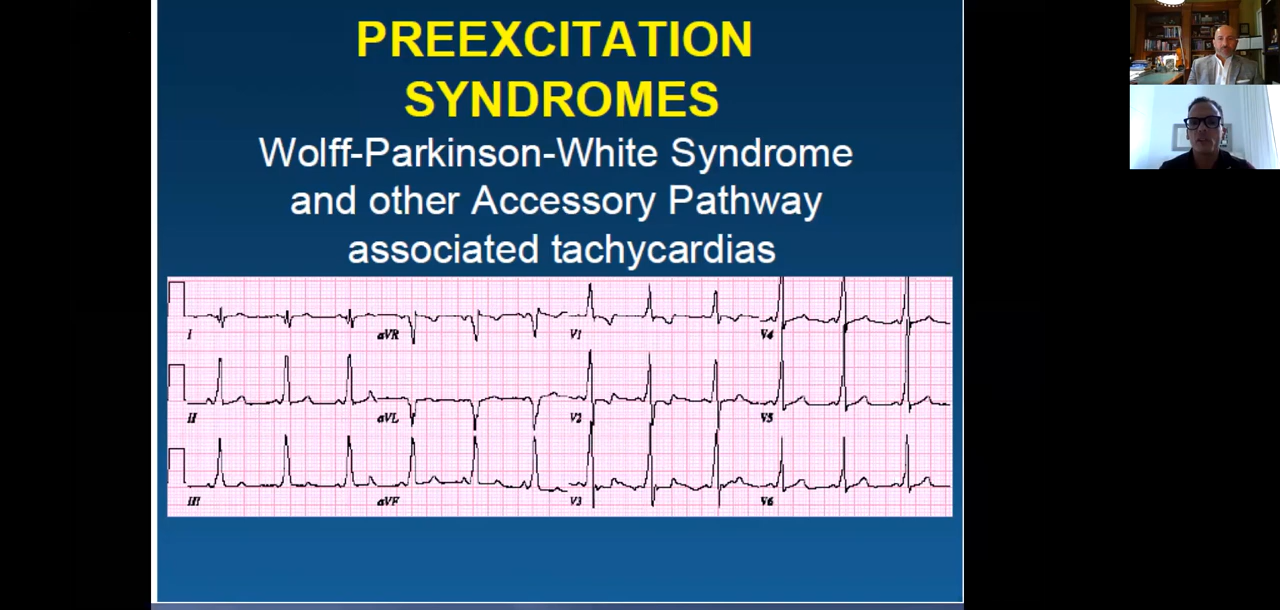 PREEXCITATION
SYNDROMES
Wolff-Parkinson-White Syndrome
and other Accessory Pathway
associated tachycardias
I aVR V1 V4
II aVL V2 V5
III aVF V3 V6